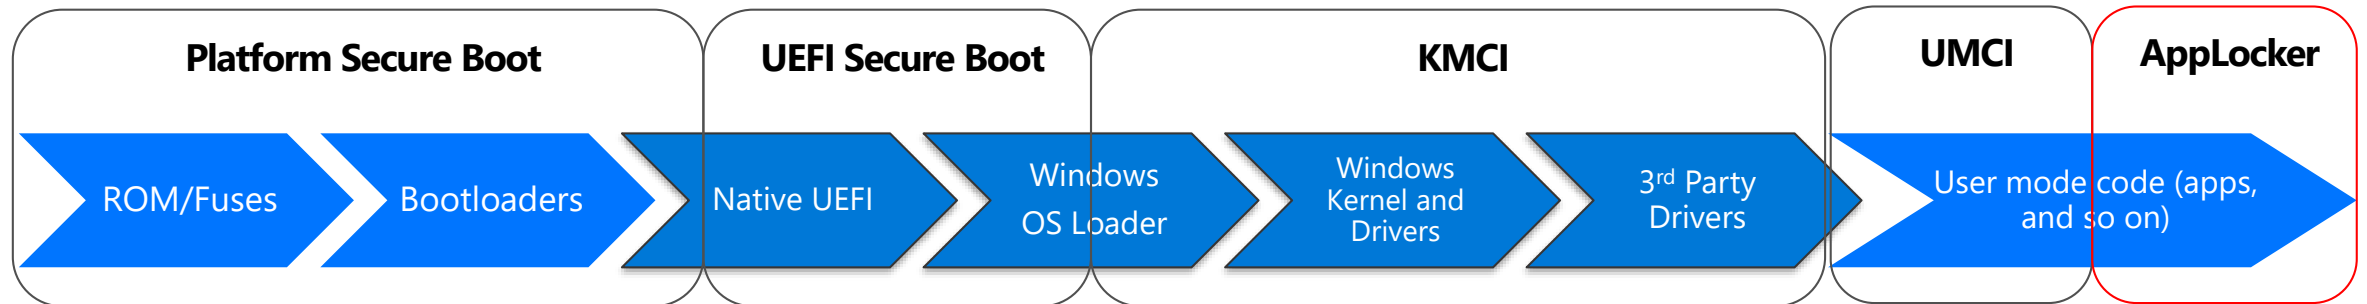 Platform Secure Boot
UEFI Secure Boot
KMCI
UMCI
AppLocker
ROM/Fuses
Bootloaders
Native UEFI
Windows
OS Loader
Windows
Kernel and
Drivers
3rd Party
Drivers
User mode code (apps,
and so on)